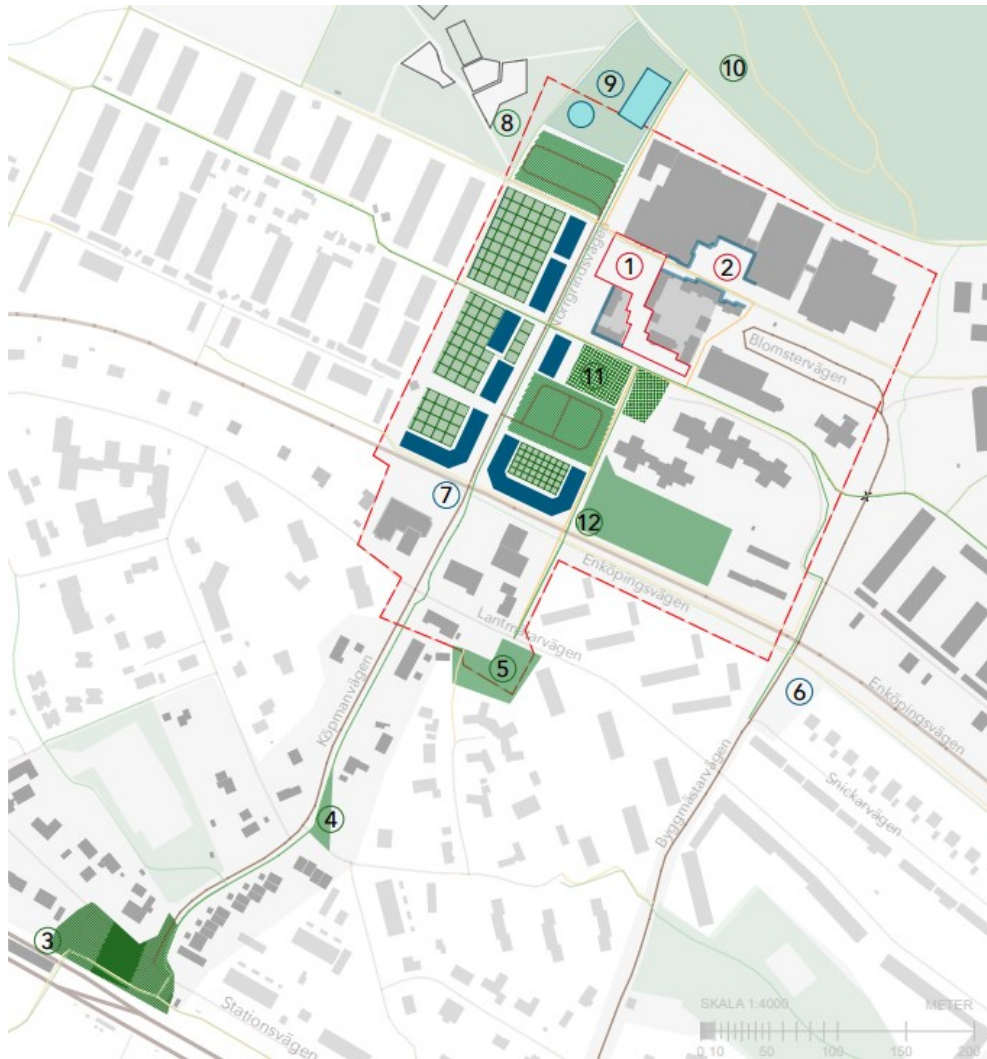 10
9
8
Korrgrindsvägen
1
2
Blomstervägen
11
7
12
Enköpingsvägen
Lantmätarvägen
5
6
Köpmanvägen
Enköpingsvägen
Snickarvägen
4
Byggmästarvägen
3
Stationsvägen
SKALA 1:4000 METER
0 10 50 100 150 200